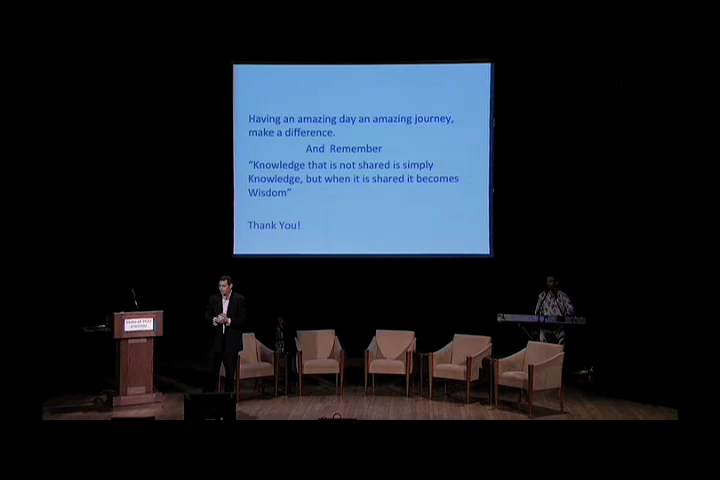 Having an amazing day an amazing journey,
make a difference.
And Remember
“Knowledge that is not shared is simply
Knowledge, but when it is shared it becomes
Wisdom”
Thank You!